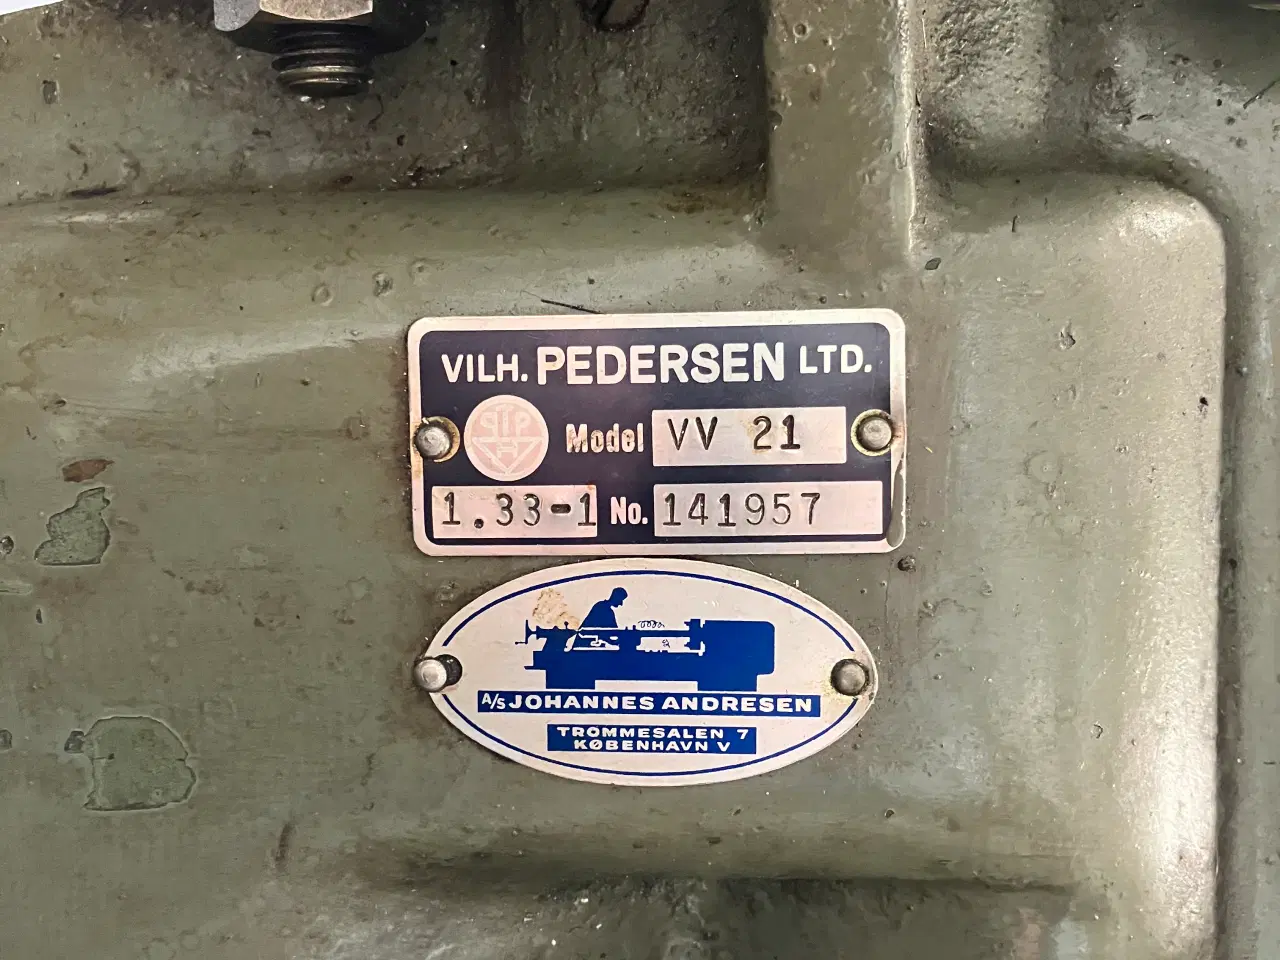 VILH. PEDERSEN LTD.
Model VV 21
1.33-1 No. 141957
A/S JOHANNES ANDRESEN
TROMMESALEN 7
KØBENHAVN V